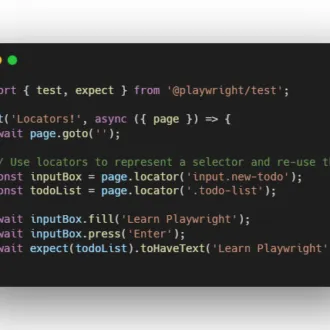 ort { test, expect } from '@playwright/test';
t('Locators!', async ({ page }) => {
wait page.goto('');
/ Use locators to represent a selector and re-use th
onst inputBox = page.locator('input.new-todo');
onst todoList = page.locator('.todo-list');
wait inputBox.fill('Learn Playwright');
wait inputBox.press('Enter');
wait expect(todoList).toHaveText('Learn Playwright'